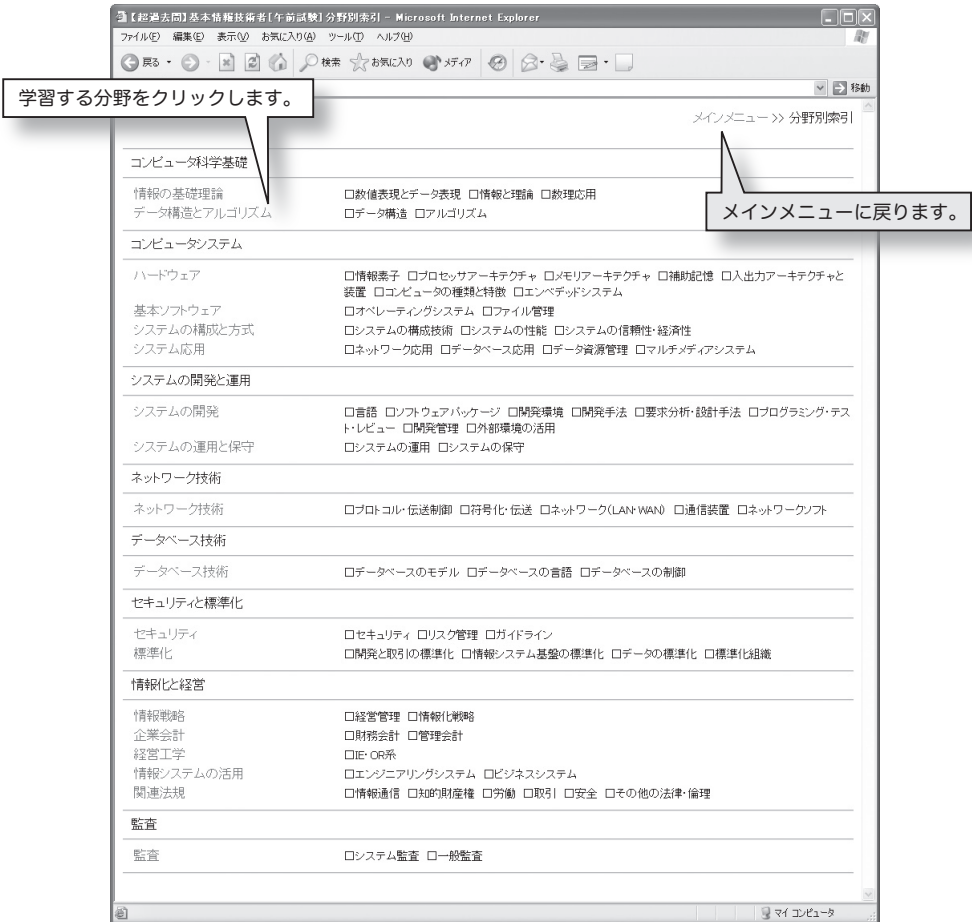 【超過去問】基本情報技術者［午前試験］分野別索引 - Microsoft Internet Explorer
ファイル(F) 編集(E) 表示(V) お気に入り(A) ツール(T) ヘルプ(H)
戻る 検索 お気に入り メディア
移動
学習する分野をクリックします。
メインメニュー >> 分野別索引
メインメニューに戻ります。
コンピュータ科学基礎
情報の基礎理論 □数値表現とデータ表現 □情報と理論 □数理応用
データ構造とアルゴリズム □データ構造 □アルゴリズム
コンピュータシステム
ハードウェア □情報素子 □プロセッサアーキテクチャ □メモリアーキテクチャ □補助記憶 □入出力アーキテクチャと
装置 □コンピュータの種類と特徴 □エンベデッドシステム
基本ソフトウェア □オペレーティングシステム □ファイル管理
システムの構成と方式 □システムの構成技術 □システムの性能 □システムの信頼性・経済性
システム応用 □ネットワーク応用 □データベース応用 □データ資源管理 □マルチメディアシステム
システムの開発と運用
システムの開発 □言語 □ソフトウェアパッケージ □開発環境 □開発手法 □要求分析・設計手法 □プログラミング・テス
ト・レビュー □開発管理 □外部環境の活用
システムの運用と保守 □システムの運用 □システムの保守
ネットワーク技術
ネットワーク技術 □プロトコル・伝送制御 □符号化・伝送 □ネットワーク(LAN・WAN) □通信装置 □ネットワークソフト
データベース技術
データベース技術 □データベースのモデル □データベースの言語 □データベースの制御
セキュリティと標準化
セキュリティ □セキュリティ □リスク管理 □ガイドライン
標準化 □開発と取引の標準化 □情報システム基盤の標準化 □データの標準化 □標準化組織
情報化と経営
情報戦略 □経営管理 □情報化戦略
企業会計 □財務会計 □管理会計
経営工学 □IE・OR系
情報システムの活用 □エンジニアリングシステム □ビジネスシステム
関連法規 □情報通信 □知的財産権 □労働 □取引 □安全 □その他の法律・倫理
監査
監査 □システム監査 □一般監査
マイ コンピュータ